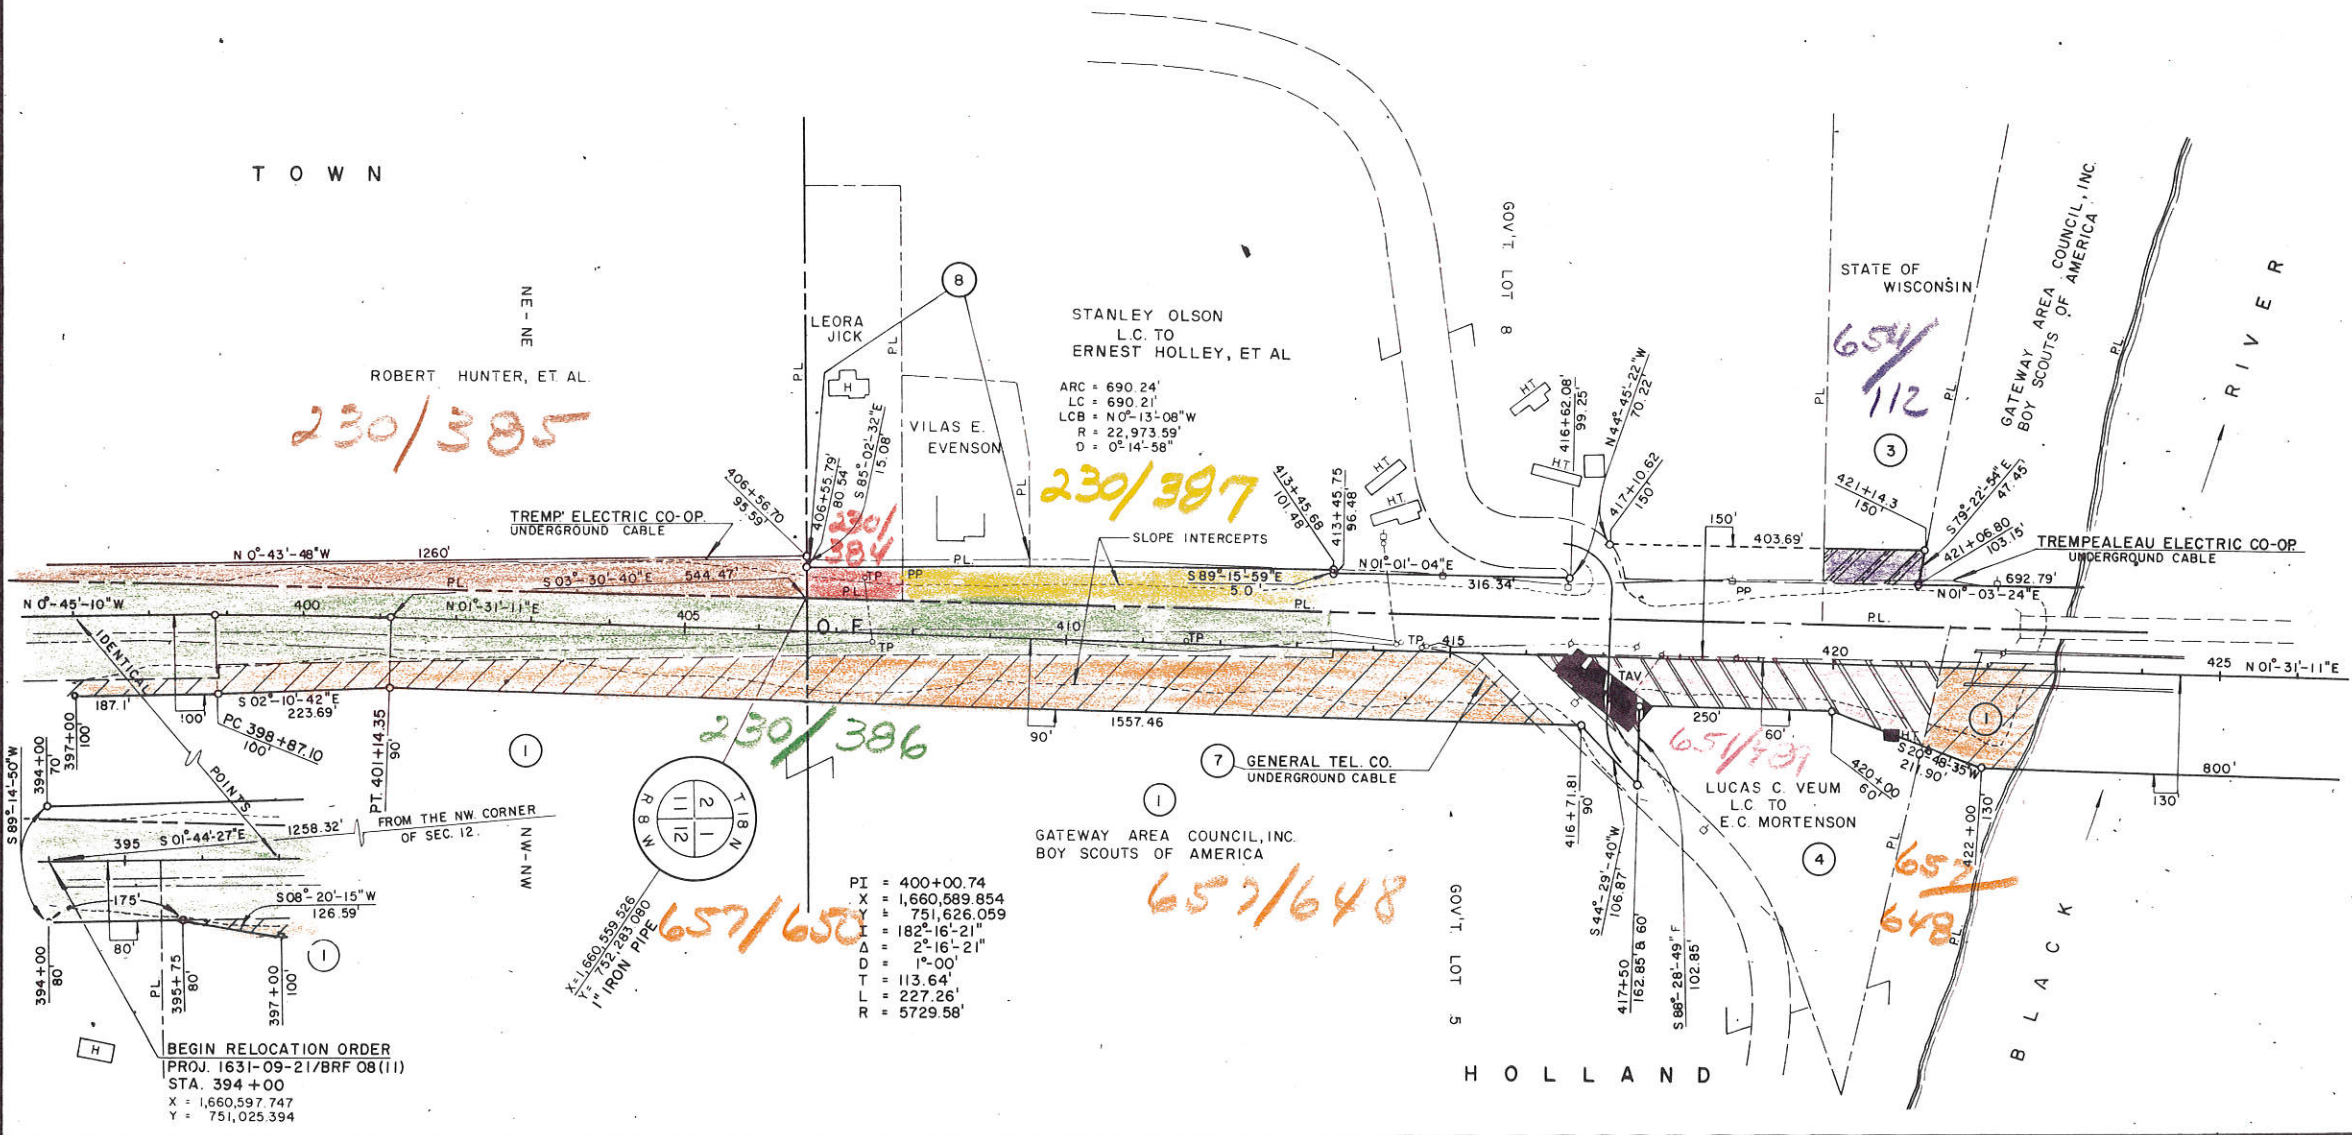 TOWN
NE-NE
ROBERT HUNTER, ET. AL.
230/385
LEORA
JICK
H
8
STANLEY OLSON
L.C. TO
ERNEST HOLLEY, ET AL
ARC = 690.24'
LC = 690.21'
LCB = N0°-13'-08"W
R = 22,973.59'
D = 0°-14'-58"
VILAS E.
EVENSON
230/387
230/
384
P.L.
P.L.
P.L.
GOV'T. LOT 8
STATE OF
WISCONSIN
654/
112
3
GATEWAY AREA COUNCIL, INC.
BOY SCOUTS OF AMERICA
P.L.
P.L.
P.L.
RIVER
406+56.70
95.59'
406+55.79'
80.54'
S 85°-02'-32"E
15.08'
413+45.68
101.48'
413+45.75
96.48'
H.T.
H.T.
H.T.
H.T.
416+62.08'
99.25'
N 44°-45'-22"W
70.22'
417+10.62
150'
150'
403.69'
421+14.3
150'
S 79°-22'-54"E
47.45'
421+06.80
103.15'
TREMPEALEAU ELECTRIC CO-OP.
UNDERGROUND CABLE
TREMP' ELECTRIC CO-OP.
UNDERGROUND CABLE
SLOPE INTERCEPTS
N 0°-43'-48"W
1260'
P.L.
S 03°-30'-40"E
544.47'
TP
PP
P.L.
P.L.
S 89°-15'-59"E
5.0'
P.L.
N 01°-01'-04"E
316.34'
PP
692.79'
N 01°-03'-24"E
P.L.
N 0°-45'-10"W
400
N 01°-31'-11"E
405
O F
410
TP
TP
TP
415
420
425
N 01°-31'-11"E
TAV
IDENTICAL
POINTS
187.1'
100'
S 02°-10'-42"E
223.69'
PC 398+87.10
100'
397+00
100'
394+00
70'
S 89°-14'-50"W
PT. 401+14.35
90'
1
230/386
90'
1557.46
7
GENERAL TEL. CO.
UNDERGROUND CABLE
1
GATEWAY AREA COUNCIL, INC.
BOY SCOUTS OF AMERICA
657/648
250'
60'
651/489
LUCAS C. VEUM
L.C. TO
E.C. MORTENSON
4
420+00
60'
H.T.
S 20°-48'-35"W
211.90'
1
422+00
130'
130'
800'
657
648
P.L.
P.L.
BLACK
416+71.81
90'
S 44°-29'-40"W
106.87'
417+50
162.85' & 60'
S 88°-28'-49"F
102.85'
GOV'T. LOT 5
HOLLAND
395
S 01°-44'-27"E
1258.32'
FROM THE NW. CORNER
OF SEC. 12.
NW-NW
T 18 N
R 8 W
2
1
11
12
X=1,660,559.526
Y= 752,283.080
1" IRON PIPE
657/650
PI = 400+00.74
X = 1,660,589.854
Y = 751,626.059
I = 182°-16'-21"
Δ = 2°-16'-21"
D = 1°-00'
T = 113.64'
L = 227.26'
R = 5729.58'
175'
S 08°-20'-15"W
126.59'
80'
394+00
80'
P.L.
395+75
80'
397+00
100'
1
H
BEGIN RELOCATION ORDER
PROJ. 1631-09-21/BRF 08(11)
STA. 394+00
X = 1,660,597.747
Y = 751,025.394